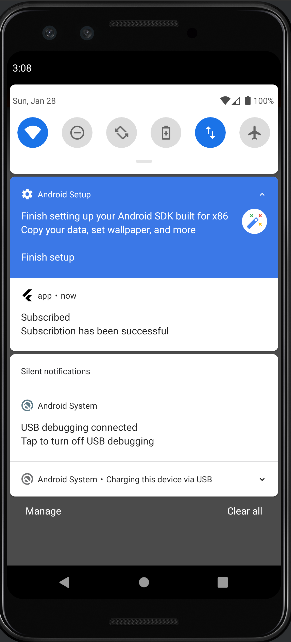 3:08
Sun, Jan 28
100%
Android Setup
Finish setting up your Android SDK built for x86
Copy your data, set wallpaper, and more
Finish setup
app • now
Subscribed
Subscribtion has been successful
Silent notifications
Android System
USB debugging connected
Tap to turn off USB debugging
Android System • Charging this device via USB
Manage
Clear all